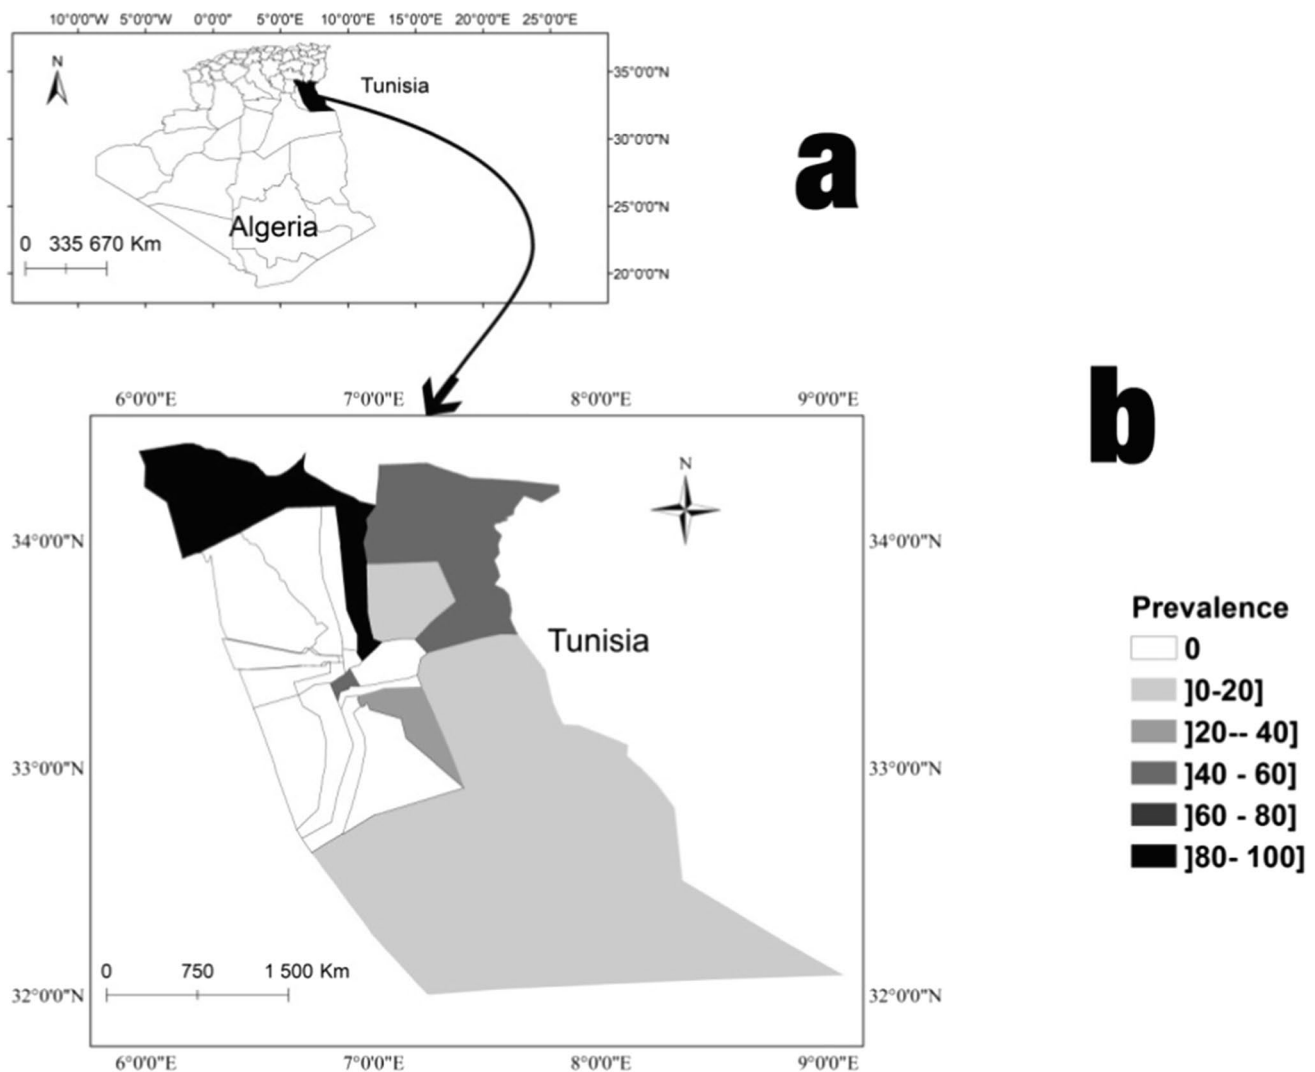 10°0'0"W 5°0'0"W 0°0'0" 5°0'0"E 10°0'0"E 15°0'0"E 20°0'0"E 25°0'0"E
N
Tunisia
35°0'0"N
30°0'0"N
a
25°0'0"N
Algeria
0 335 670 Km
20°0'0"N
b
6°0'0"E 7°0'0"E 8°0'0"E 9°0'0"E
N
34°0'0"N 34°0'0"N
Tunisia
33°0'0"N 33°0'0"N
0 750 1 500 Km
32°0'0"N 32°0'0"N
6°0'0"E 7°0'0"E 8°0'0"E 9°0'0"E
Prevalence
0
]0-20]
]20-- 40]
]40 - 60]
]60 - 80]
]80- 100]